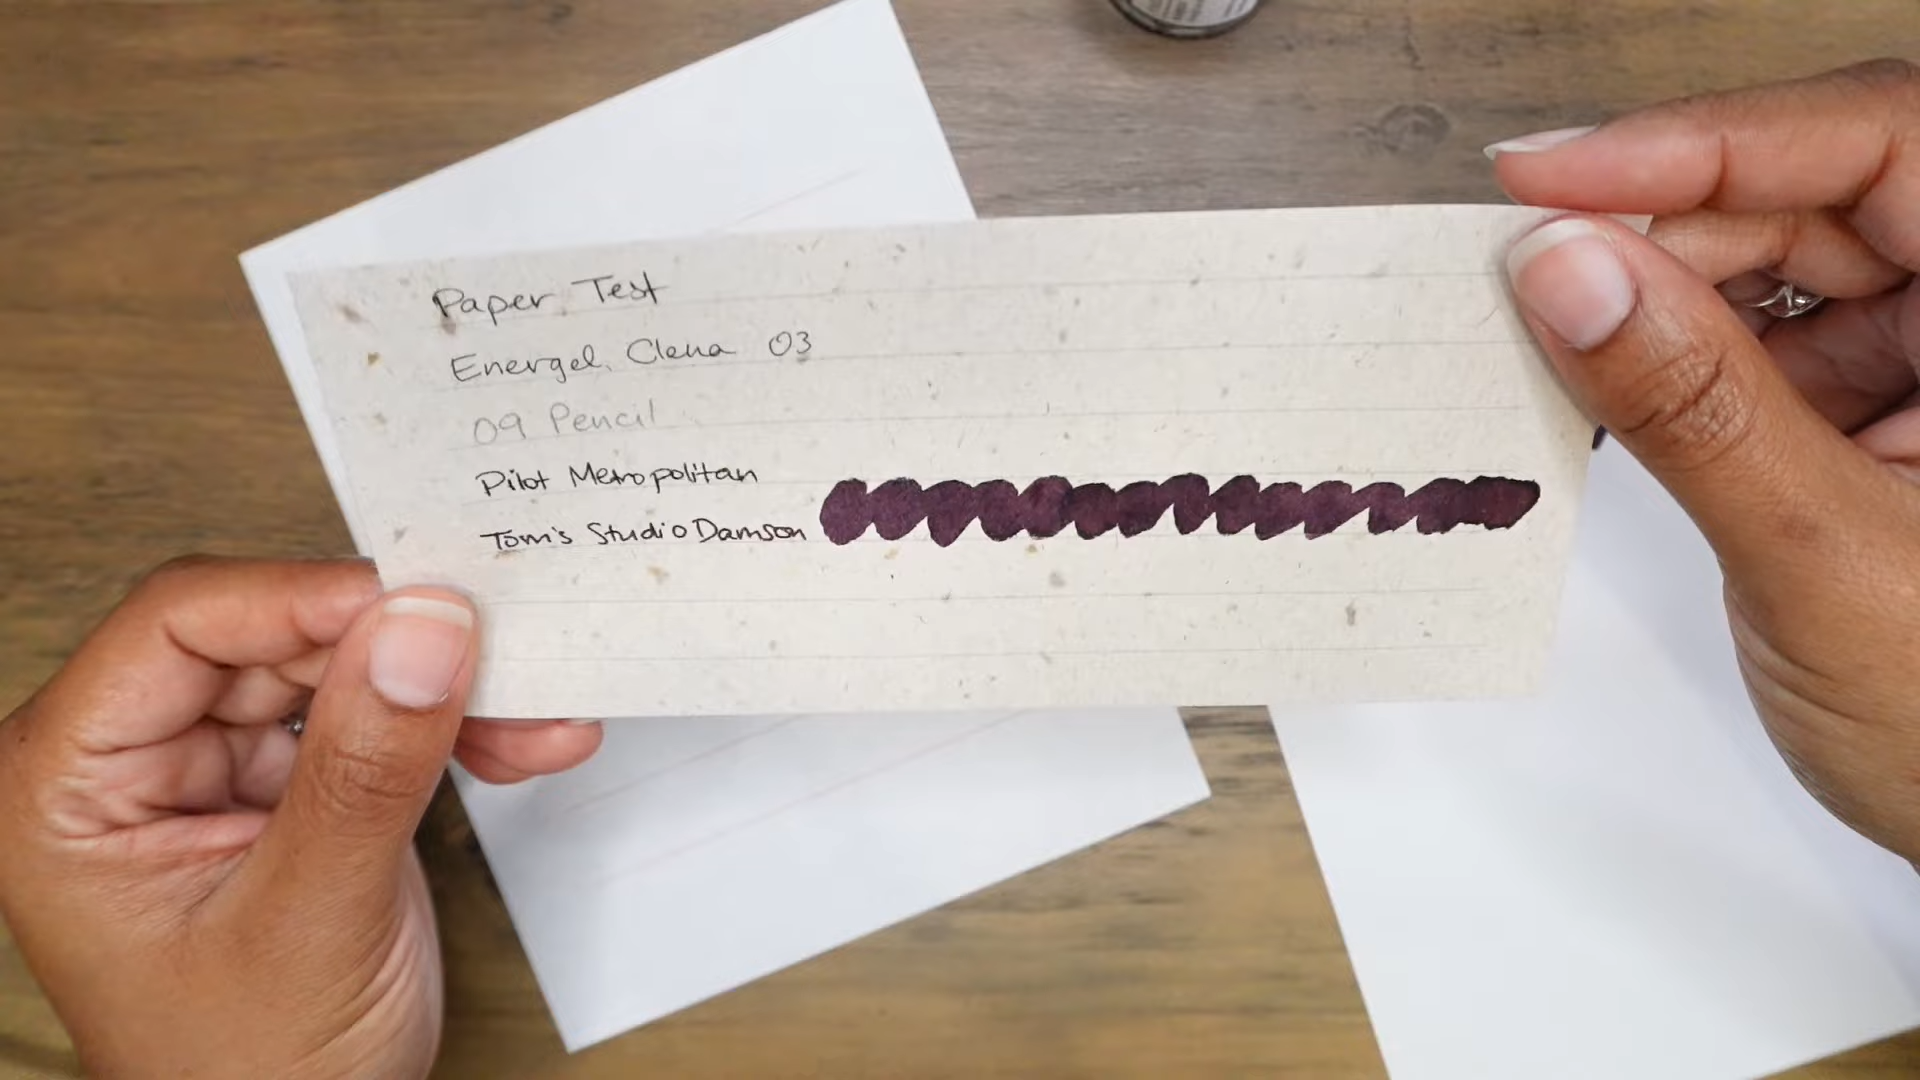 Paper Test
Energel Clena 03
09 Pencil
Pilot Metropolitan
Tom's Studio Damson